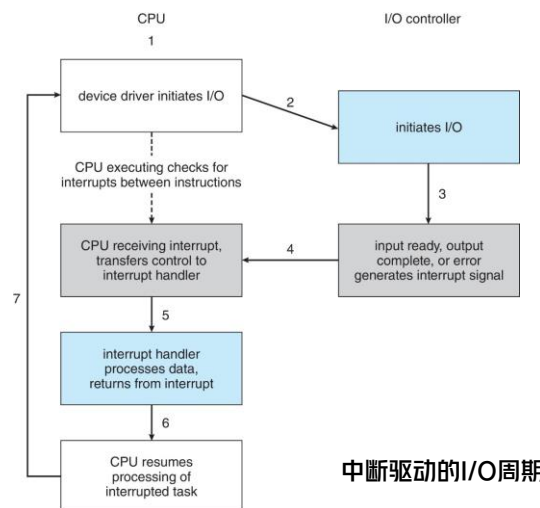 CPU
I/O controller
1
device driver initiates I/O
2
initiates I/O
CPU executing checks for
interrupts between instructions
3
CPU receiving interrupt,
transfers control to
interrupt handler
4
input ready, output
complete, or error
generates interrupt signal
7
5
interrupt handler
processes data,
returns from interrupt
6
CPU resumes
processing of
interrupted task
中断驱动的I/O周期